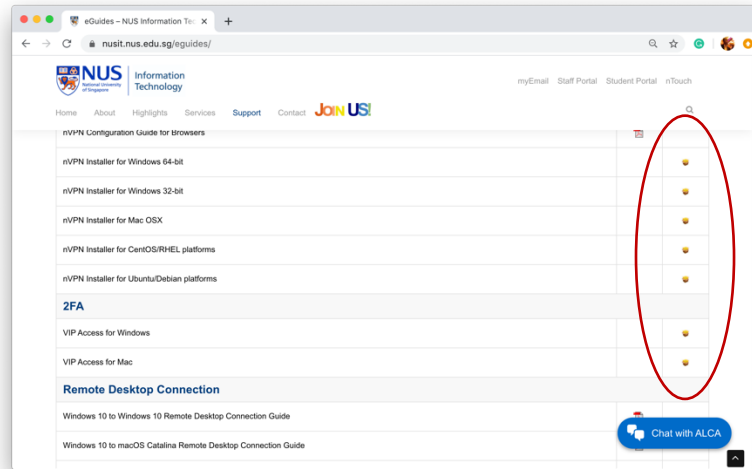 eGuides – NUS Information Tec
nusit.nus.edu.sg/eguides/
NUS
National University
of Singapore
Information
Technology
myEmail Staff Portal Student Portal nTouch
Home About Highlights Services Support Contact JOIN US!
nVPN Configuration Guide for Browsers
nVPN Installer for Windows 64-bit
nVPN Installer for Windows 32-bit
nVPN Installer for Mac OSX
nVPN Installer for CentOS/RHEL platforms
nVPN Installer for Ubuntu/Debian platforms
2FA
VIP Access for Windows
VIP Access for Mac
Remote Desktop Connection
Windows 10 to Windows 10 Remote Desktop Connection Guide
Chat with ALCA
Windows 10 to macOS Catalina Remote Desktop Connection Guide